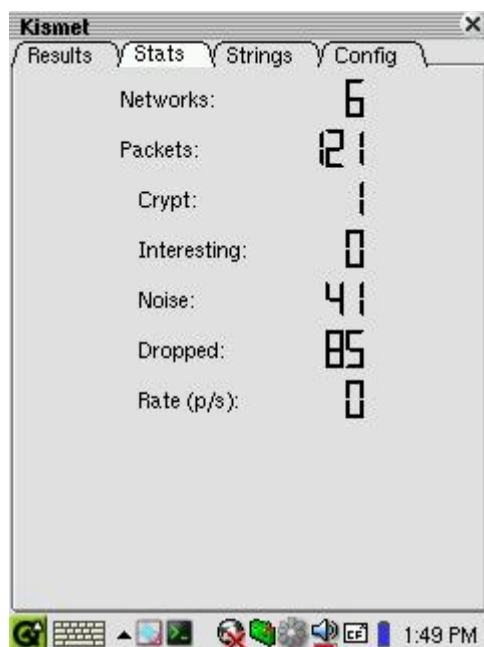 Kismet
Results Stats Strings Config
Networks: 6
Packets: 121
Crypt: 1
Interesting: 0
Noise: 41
Dropped: 85
Rate (p/s): 0
CF 1:49 PM